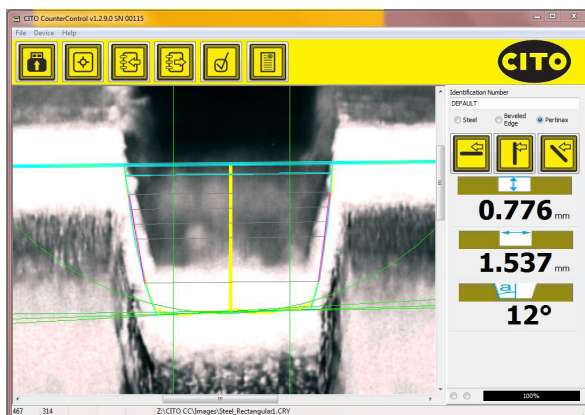 CITO CounterControl v1.2.9.0 SN 00115
File Device Help
CITO
Identification Number
DEFAULT
Steel
Beveled Edge
Pertinax
0.776 mm
1.537 mm
a
12°
100%
467 314 Z:\CITO CC\Images\Steel_Rectangular1.CRY